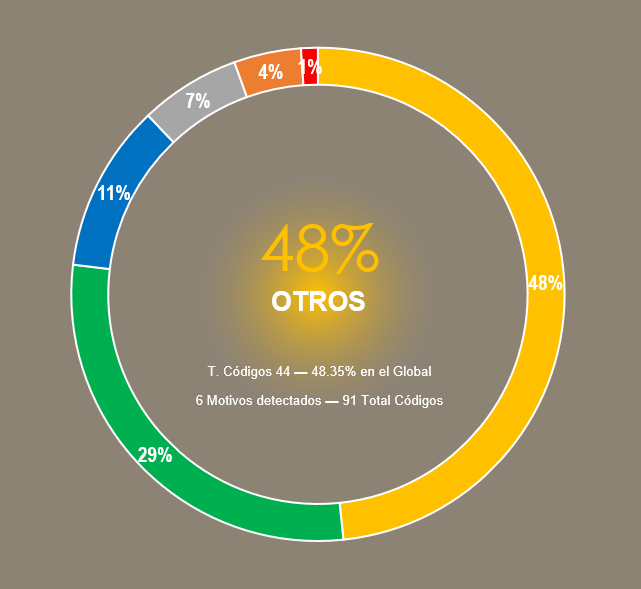 1%
4%
7%
11%
48%
OTROS
48%
T. Códigos 44 — 48.35% en el Global
6 Motivos detectados — 91 Total Códigos
29%